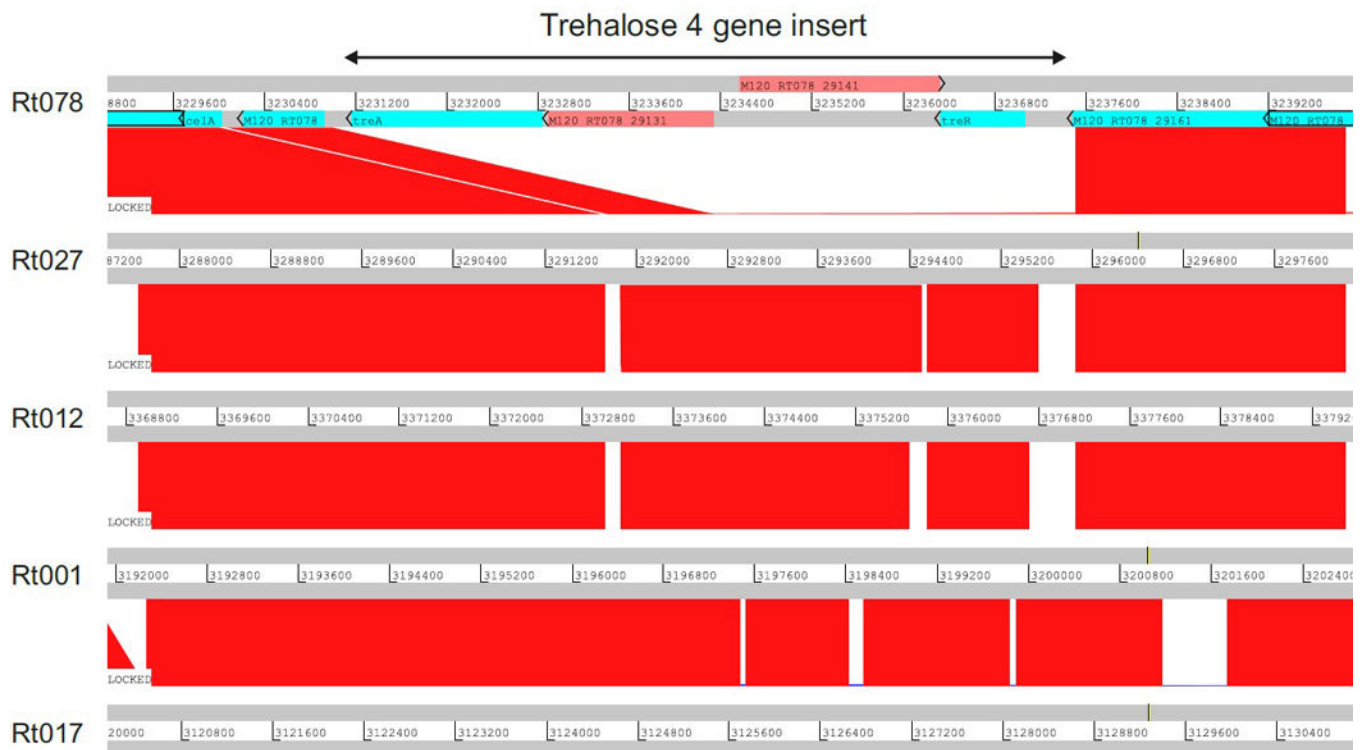 Trehalose 4 gene insert
M120 RT078 29141
Rt078
8800 3229600 3230400 3231200 3232000 3232800 3233600 3234400 3235200 3236000 3236800 3237600 3238400 3239200
celA M120 RT078 treA M120 RT078 29131 treR M120 RT078 29161 M120 RT078
LOCKED
Rt027
87200 3288000 3288800 3289600 3290400 3291200 3292000 3292800 3293600 3294400 3295200 3296000 3296800 3297600
LOCKED
Rt012
3368800 3369600 3370400 3371200 3372000 3372800 3373600 3374400 3375200 3376000 3376800 3377600 3378400 33792
LOCKED
Rt001
3192000 3192800 3193600 3194400 3195200 3196000 3196800 3197600 3198400 3199200 3200000 3200800 3201600 3202400
LOCKED
Rt017
20000 3120800 3121600 3122400 3123200 3124000 3124800 3125600 3126400 3127200 3128000 3128800 3129600 3130400